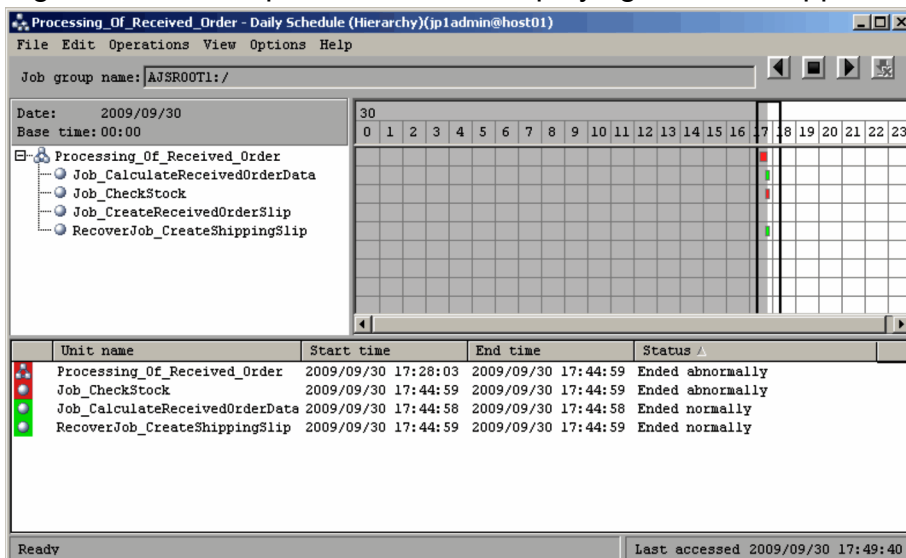 Processing_Of_Received_Order - Daily Schedule (Hierarchy)(jp1admin@host01)
File Edit Operations View Options Help
Job group name: AJSROOT1:/
Date: 2009/09/30
Base time: 00:00
30
0 1 2 3 4 5 6 7 8 9 10 11 12 13 14 15 16 17 18 19 20 21 22 23
Processing_Of_Received_Order
Job_CalculateReceivedOrderData
Job_CheckStock
Job_CreateReceivedOrderSlip
RecoverJob_CreateShippingSlip
Unit name Start time End time Status
Processing_Of_Received_Order 2009/09/30 17:28:03 2009/09/30 17:44:59 Ended abnormally
Job_CheckStock 2009/09/30 17:44:59 2009/09/30 17:44:59 Ended abnormally
Job_CalculateReceivedOrderData 2009/09/30 17:44:58 2009/09/30 17:44:58 Ended normally
RecoverJob_CreateShippingSlip 2009/09/30 17:44:59 2009/09/30 17:44:59 Ended normally
Ready Last accessed 2009/09/30 17:49:40